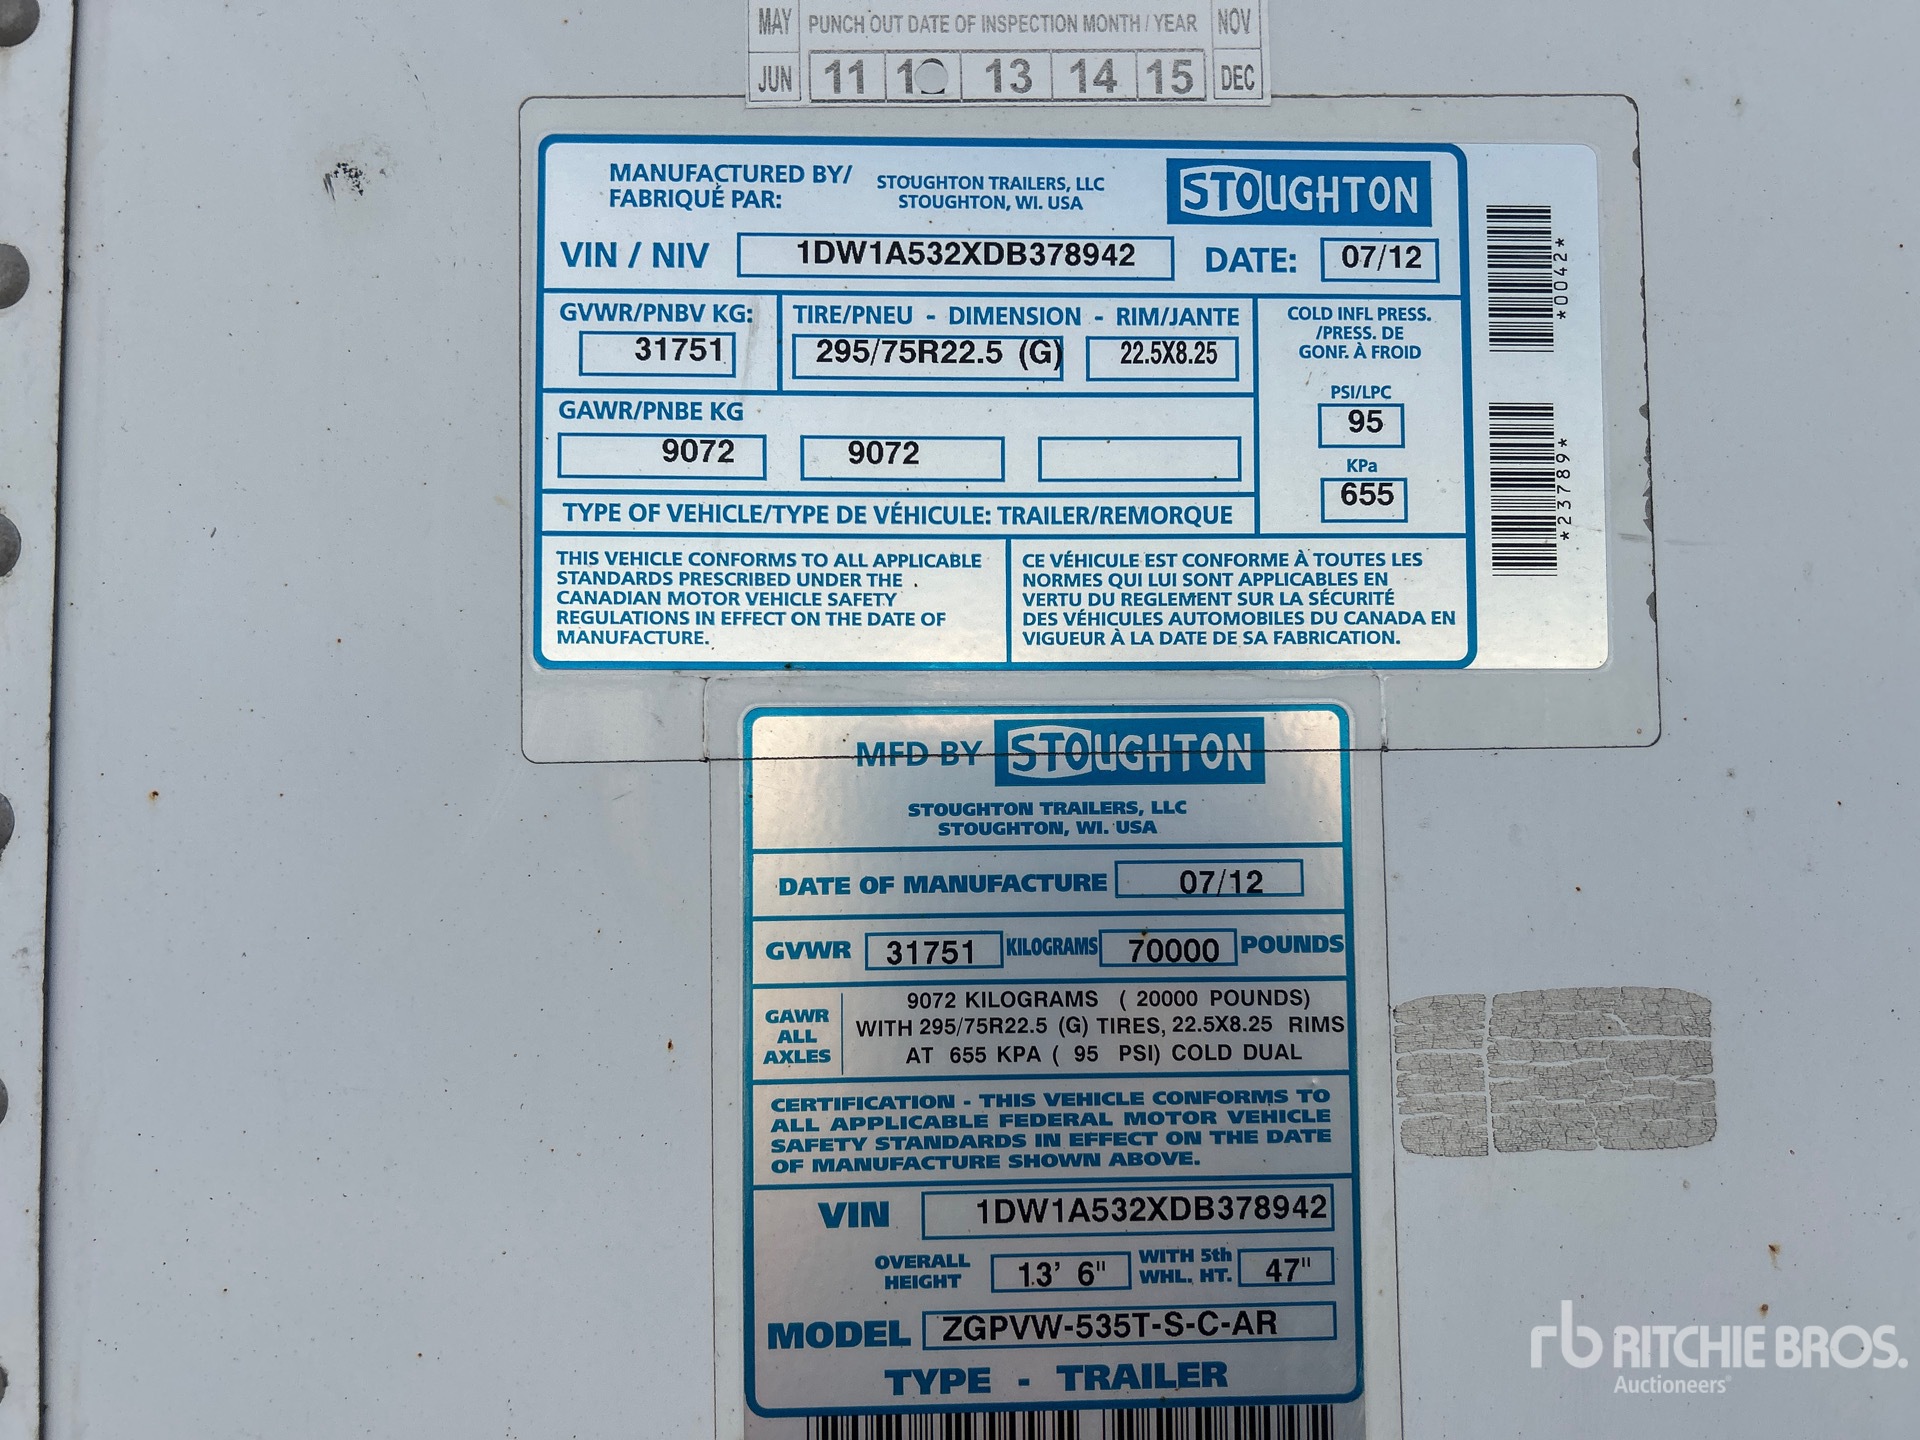 MAY PUNCH OUT DATE OF INSPECTION MONTH / YEAR NOV
JUN 11 1 13 14 15 DEC
MANUFACTURED BY/
FABRIQUÉ PAR:
STOUGHTON TRAILERS, LLC
STOUGHTON, WI. USA
STOUGHTON
VIN / NIV 1DW1A532XDB378942 DATE: 07/12
GVWR/PNBV KG:
31751
TIRE/PNEU - DIMENSION - RIM/JANTE
295/75R22.5 (G) 22.5X8.25
COLD INFL PRESS.
/PRESS. DE
GONF. À FROID
PSI/LPC
95
KPa
655
GAWR/PNBE KG
9072 9072
TYPE OF VEHICLE/TYPE DE VÉHICULE: TRAILER/REMORQUE
THIS VEHICLE CONFORMS TO ALL APPLICABLE
STANDARDS PRESCRIBED UNDER THE
CANADIAN MOTOR VEHICLE SAFETY
REGULATIONS IN EFFECT ON THE DATE OF
MANUFACTURE.
CE VÉHICULE EST CONFORME À TOUTES LES
NORMES QUI LUI SONT APPLICABLES EN
VERTU DU REGLEMENT SUR LA SÉCURITÉ
DES VÉHICULES AUTOMOBILES DU CANADA EN
VIGUEUR À LA DATE DE SA FABRICATION.
*0042*
*23789*
MFD BY STOUGHTON
STOUGHTON TRAILERS, LLC
STOUGHTON, WI. USA
DATE OF MANUFACTURE 07/12
GVWR 31751 KILOGRAMS 70000 POUNDS
GAWR
ALL
AXLES
9072 KILOGRAMS ( 20000 POUNDS)
WITH 295/75R22.5 (G) TIRES, 22.5X8.25 RIMS
AT 655 KPA ( 95 PSI) COLD DUAL
CERTIFICATION - THIS VEHICLE CONFORMS TO
ALL APPLICABLE FEDERAL MOTOR VEHICLE
SAFETY STANDARDS IN EFFECT ON THE DATE
OF MANUFACTURE SHOWN ABOVE.
VIN 1DW1A532XDB378942
OVERALL
HEIGHT
13' 6"
WITH 5th
WHL. HT.
47"
MODEL ZGPVW-535T-S-C-AR
TYPE - TRAILER
rb RITCHIE BROS.
Auctioneers